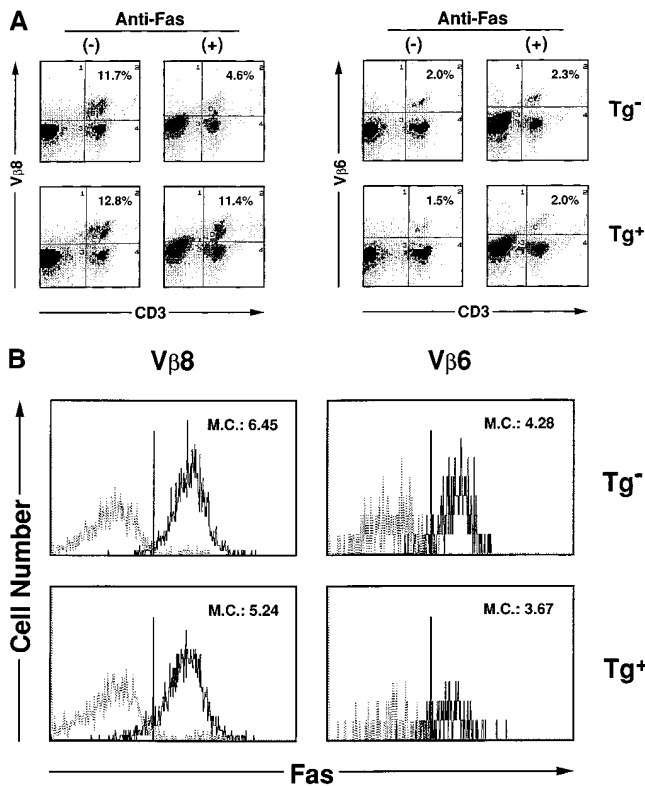 A
Anti-Fas
Anti-Fas
(-)
(+)
(-)
(+)
11.7%
4.6%
2.0%
2.3%
Tg-
12.8%
11.4%
1.5%
2.0%
Tg+
Vβ8
Vβ6
CD3
CD3
B
Vβ8
Vβ6
M.C.: 6.45
M.C.: 4.28
Tg-
M.C.: 5.24
M.C.: 3.67
Tg+
Cell Number
Fas